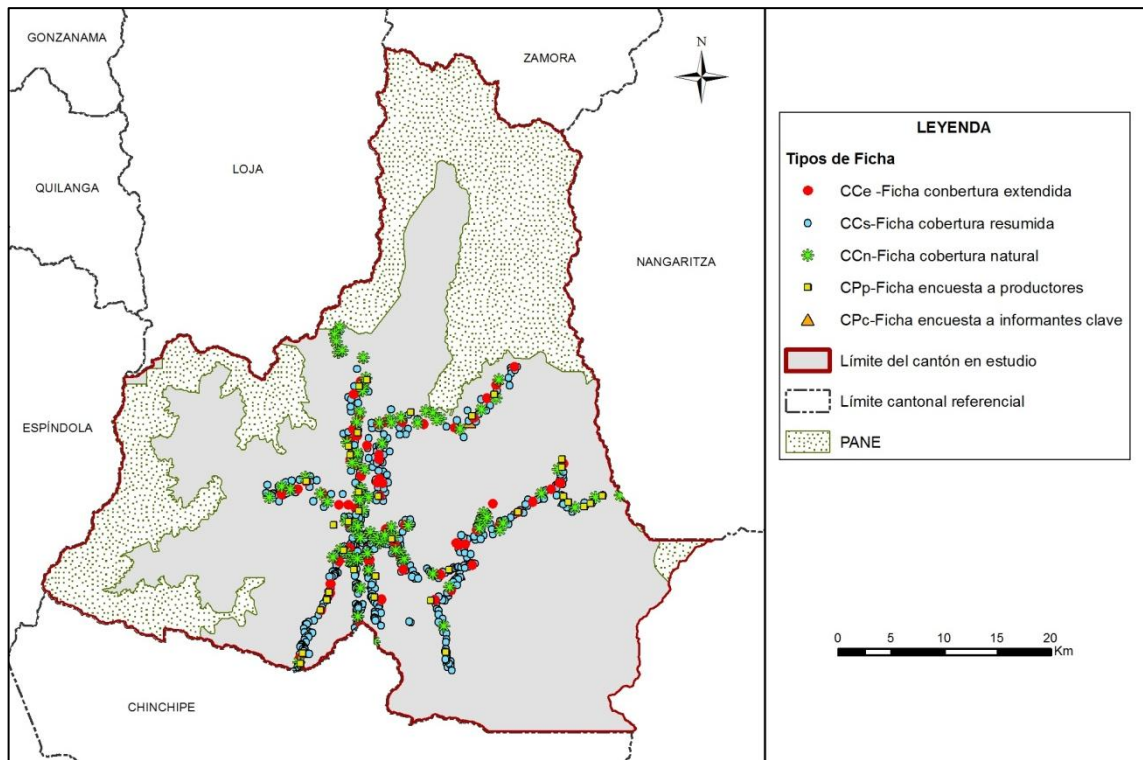 GONZANAMA
ZAMORA
N
LOJA
QUILANGA
NANGARITZA
ESPÍNDOLA
CHINCHIPE
LEYENDA
Tipos de Ficha
CCe -Ficha conbertura extendida
CCs-Ficha cobertura resumida
CCn-Ficha cobertura natural
CPp-Ficha encuesta a productores
CPc-Ficha encuesta a informantes clave
Límite del cantón en estudio
Límite cantonal referencial
PANE
0 5 10 15 20
Km